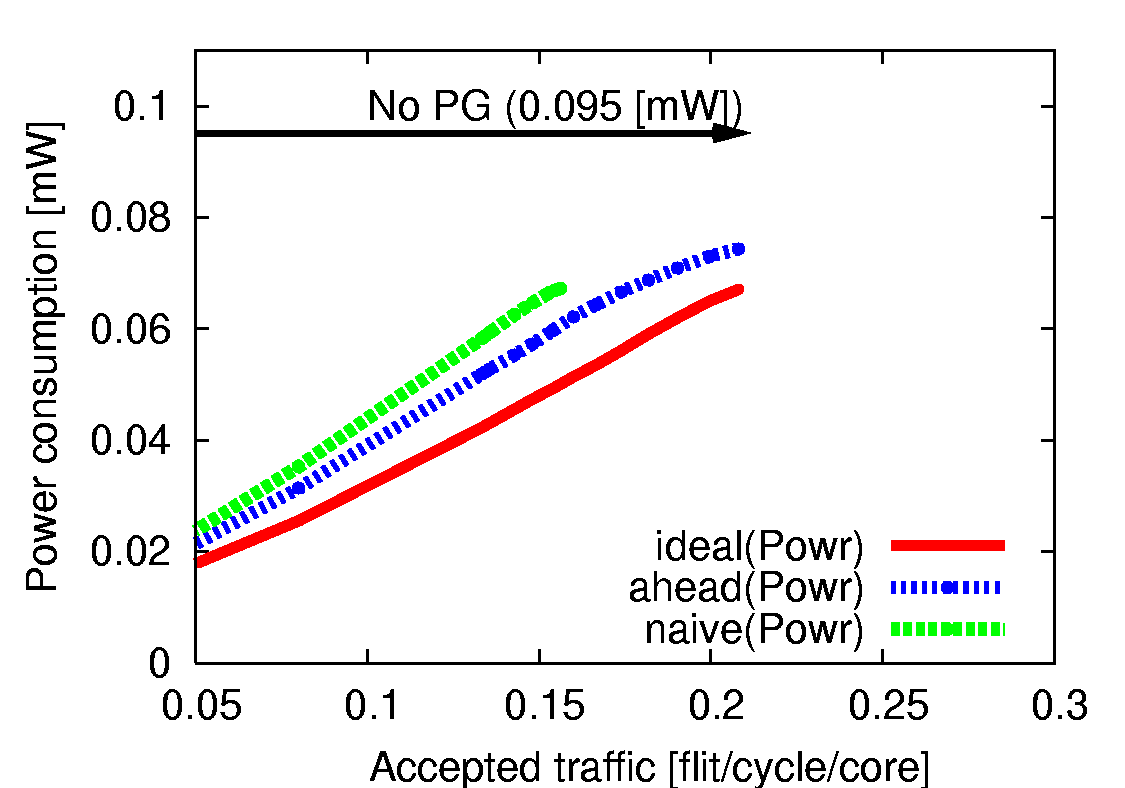 No PG (0.095 [mW])
Power consumption [mW]
0.1
0.08
0.06
0.04
0.02
0
ideal(Powr)
ahead(Powr)
naive(Powr)
0.05 0.1 0.15 0.2 0.25 0.3
Accepted traffic [flit/cycle/core]